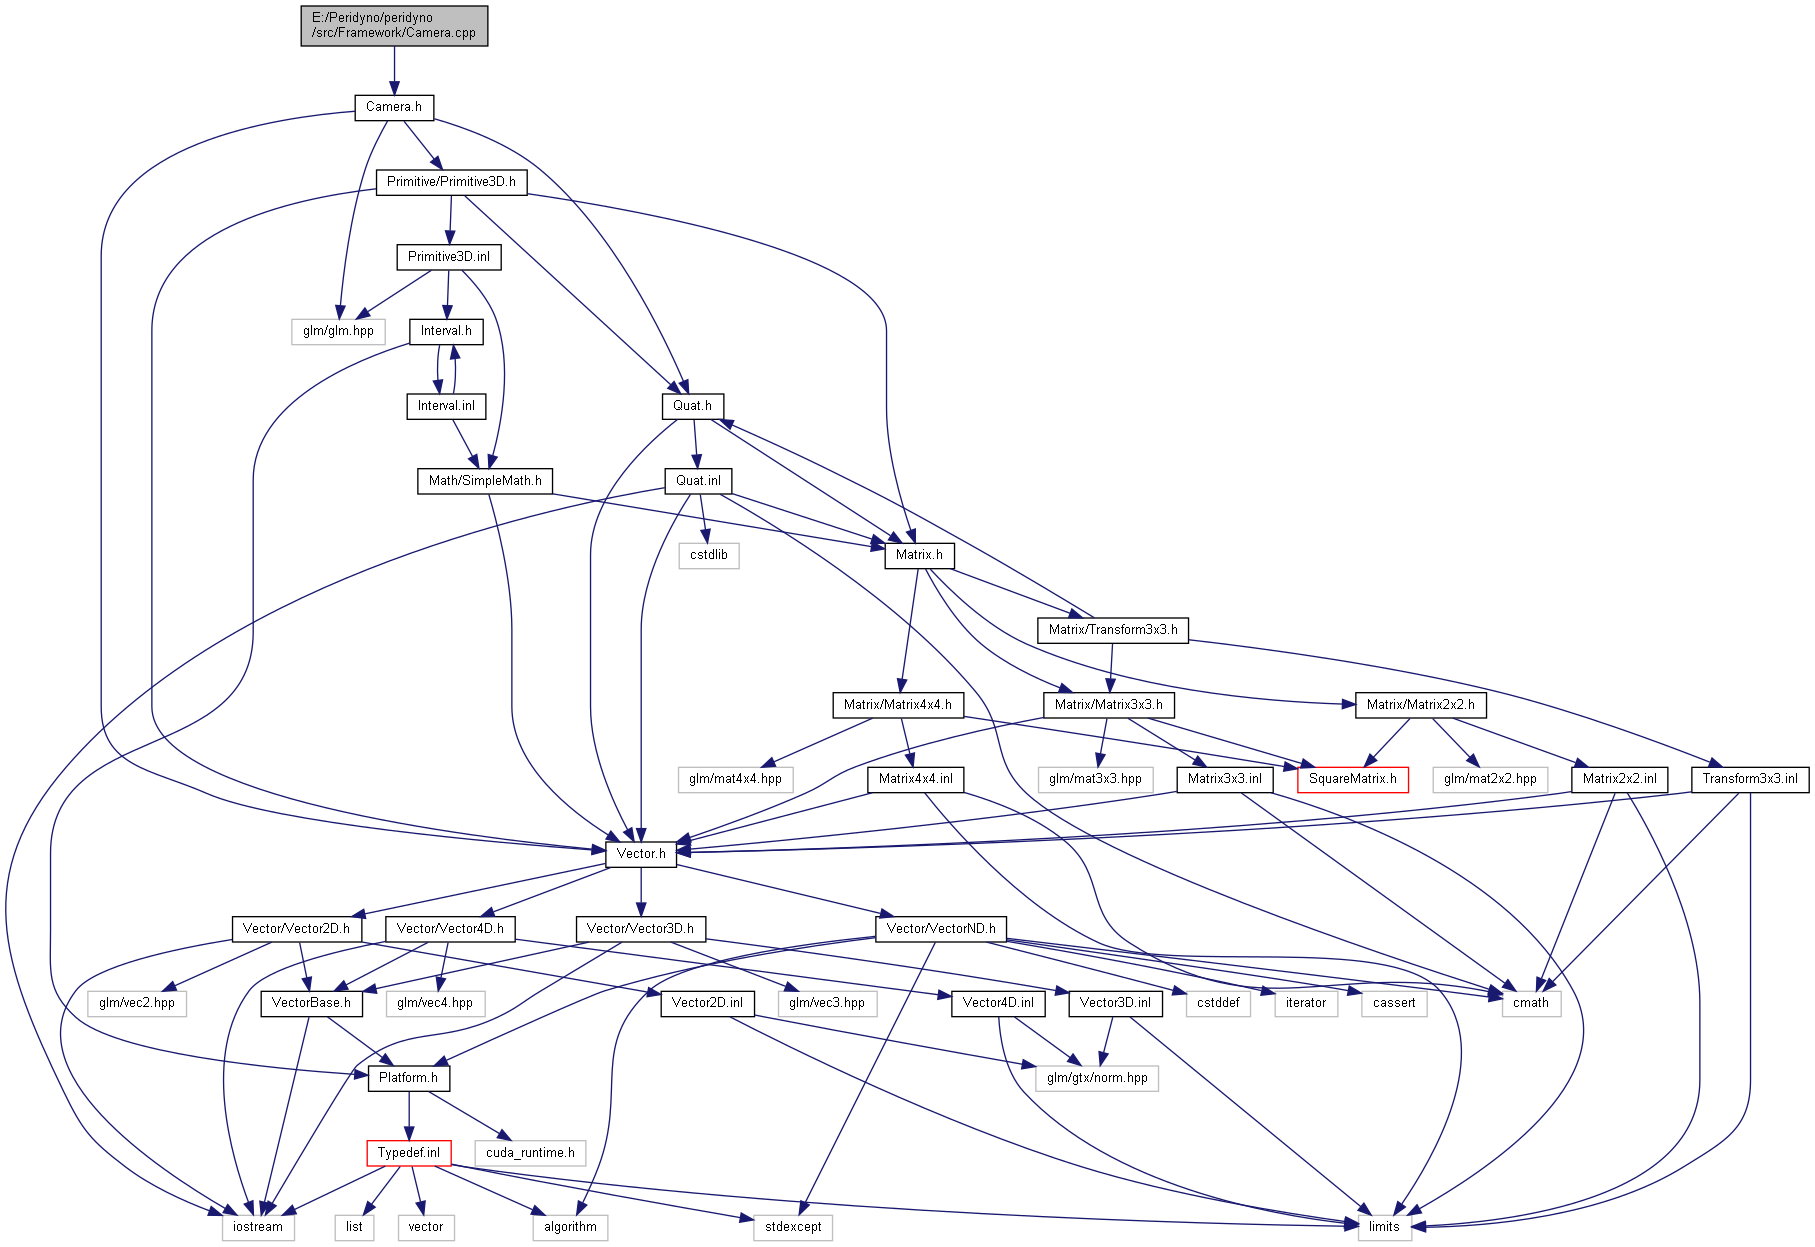 E:/Peridyno/peridyno
/src/Framework/Camera.cpp
Camera.h
Primitive/Primitive3D.h
Primitive3D.inl
glm/glm.hpp
Interval.h
Interval.inl
Quat.h
Math/SimpleMath.h
Quat.inl
cstdlib
Matrix.h
Matrix/Transform3x3.h
Matrix/Matrix4x4.h
Matrix/Matrix3x3.h
Matrix/Matrix2x2.h
glm/mat4x4.hpp
Matrix4x4.inl
glm/mat3x3.hpp
Matrix3x3.inl
SquareMatrix.h
glm/mat2x2.hpp
Matrix2x2.inl
Transform3x3.inl
Vector.h
Vector/Vector2D.h
Vector/Vector4D.h
Vector/Vector3D.h
Vector/VectorND.h
glm/vec2.hpp
VectorBase.h
glm/vec4.hpp
Vector2D.inl
glm/vec3.hpp
Vector4D.inl
Vector3D.inl
cstddef
iterator
cassert
cmath
Platform.h
glm/gtx/norm.hpp
Typedef.inl
cuda_runtime.h
iostream
list
vector
algorithm
stdexcept
limits